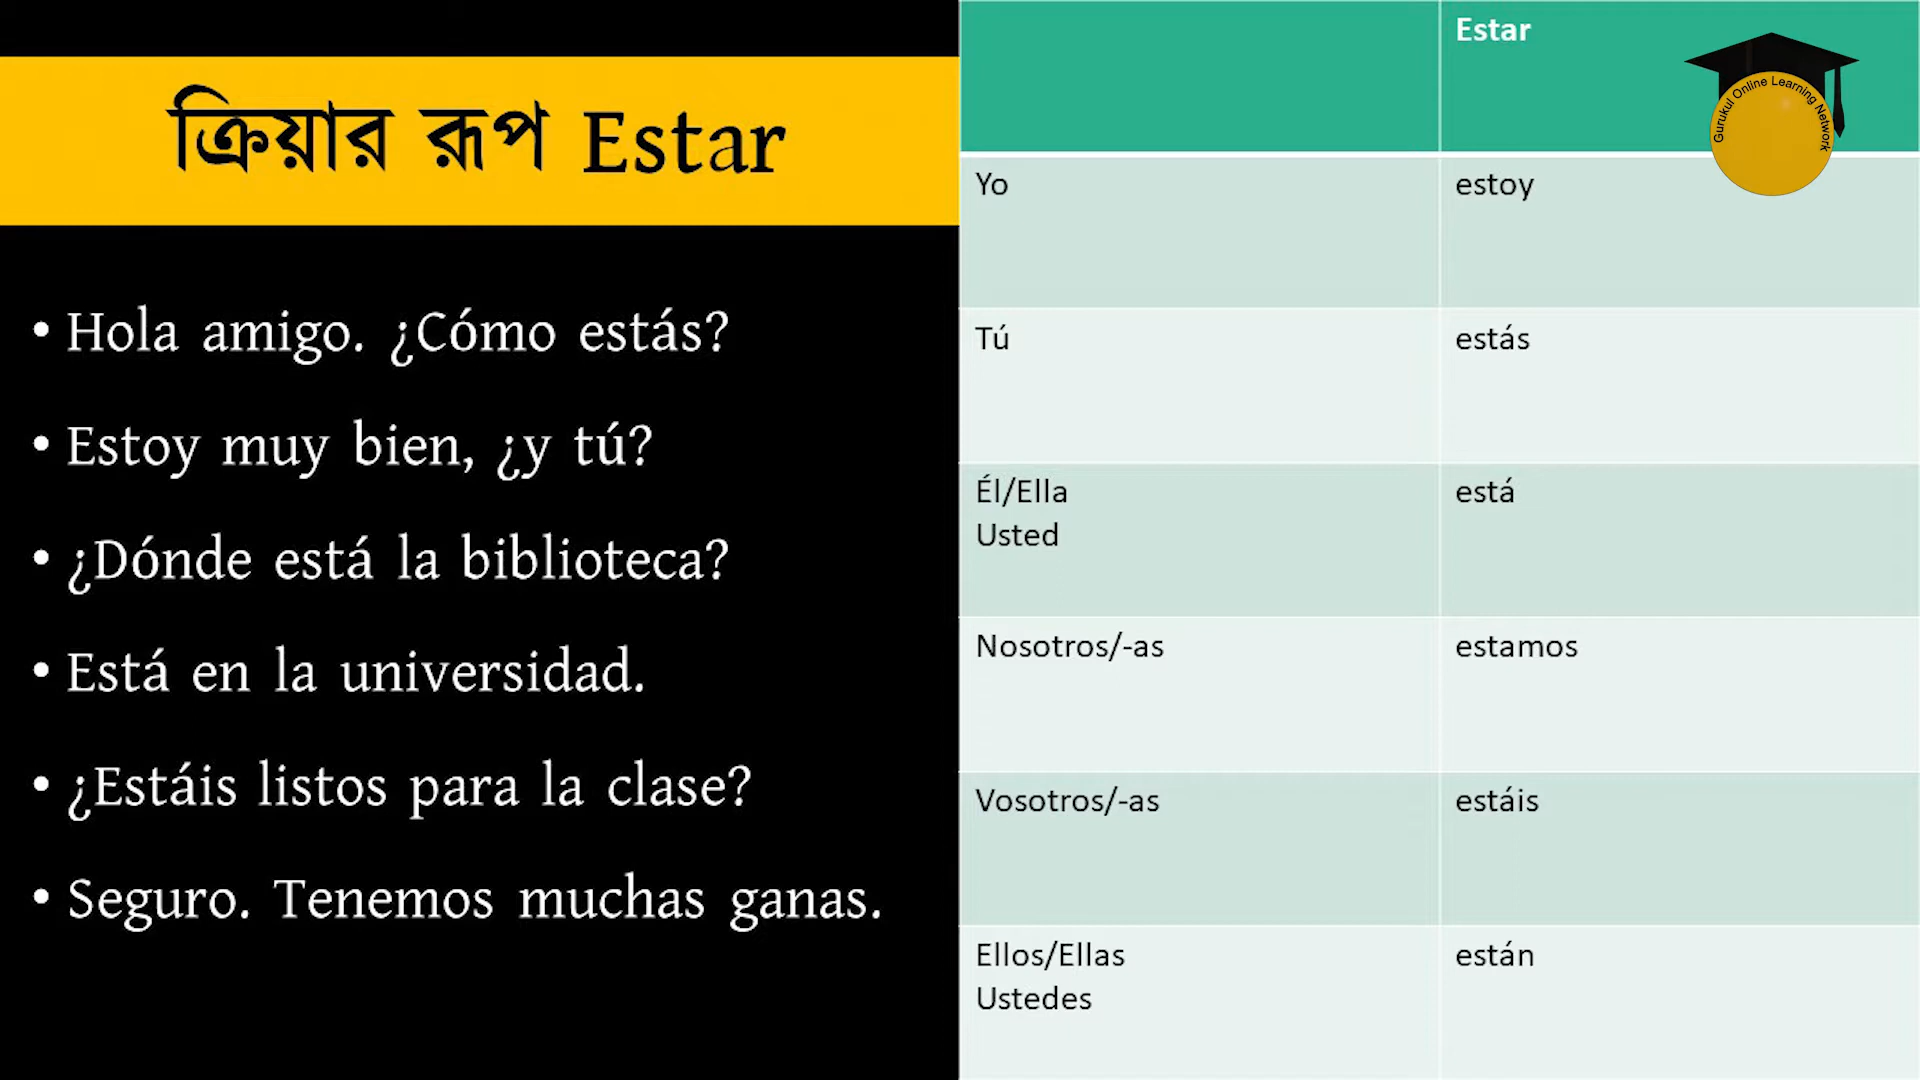 ক্রিয়ার রূপ Estar
• Hola amigo. ¿Cómo estás?
• Estoy muy bien, ¿y tú?
• ¿Dónde está la biblioteca?
• Está en la universidad.
• ¿Estáis listos para la clase?
• Seguro. Tenemos muchas ganas.
Estar
Gurukul Online Learning Network
Yo estoy
Tú estás
Él/Ella está
Usted
Nosotros/-as estamos
Vosotros/-as estáis
Ellos/Ellas están
Ustedes